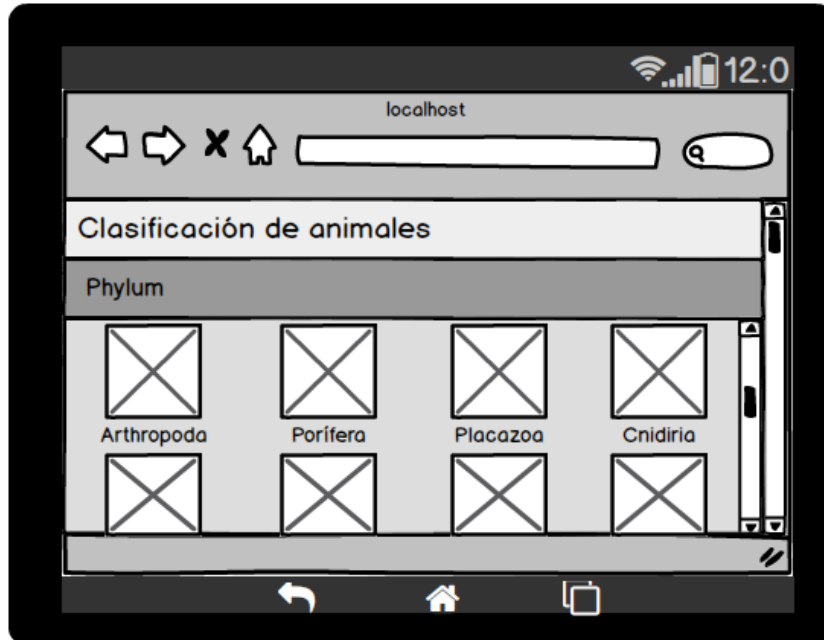 12:0
localhost
Clasificación de animales
Phylum
Arthropoda Porífera Placazoa Cnidiria